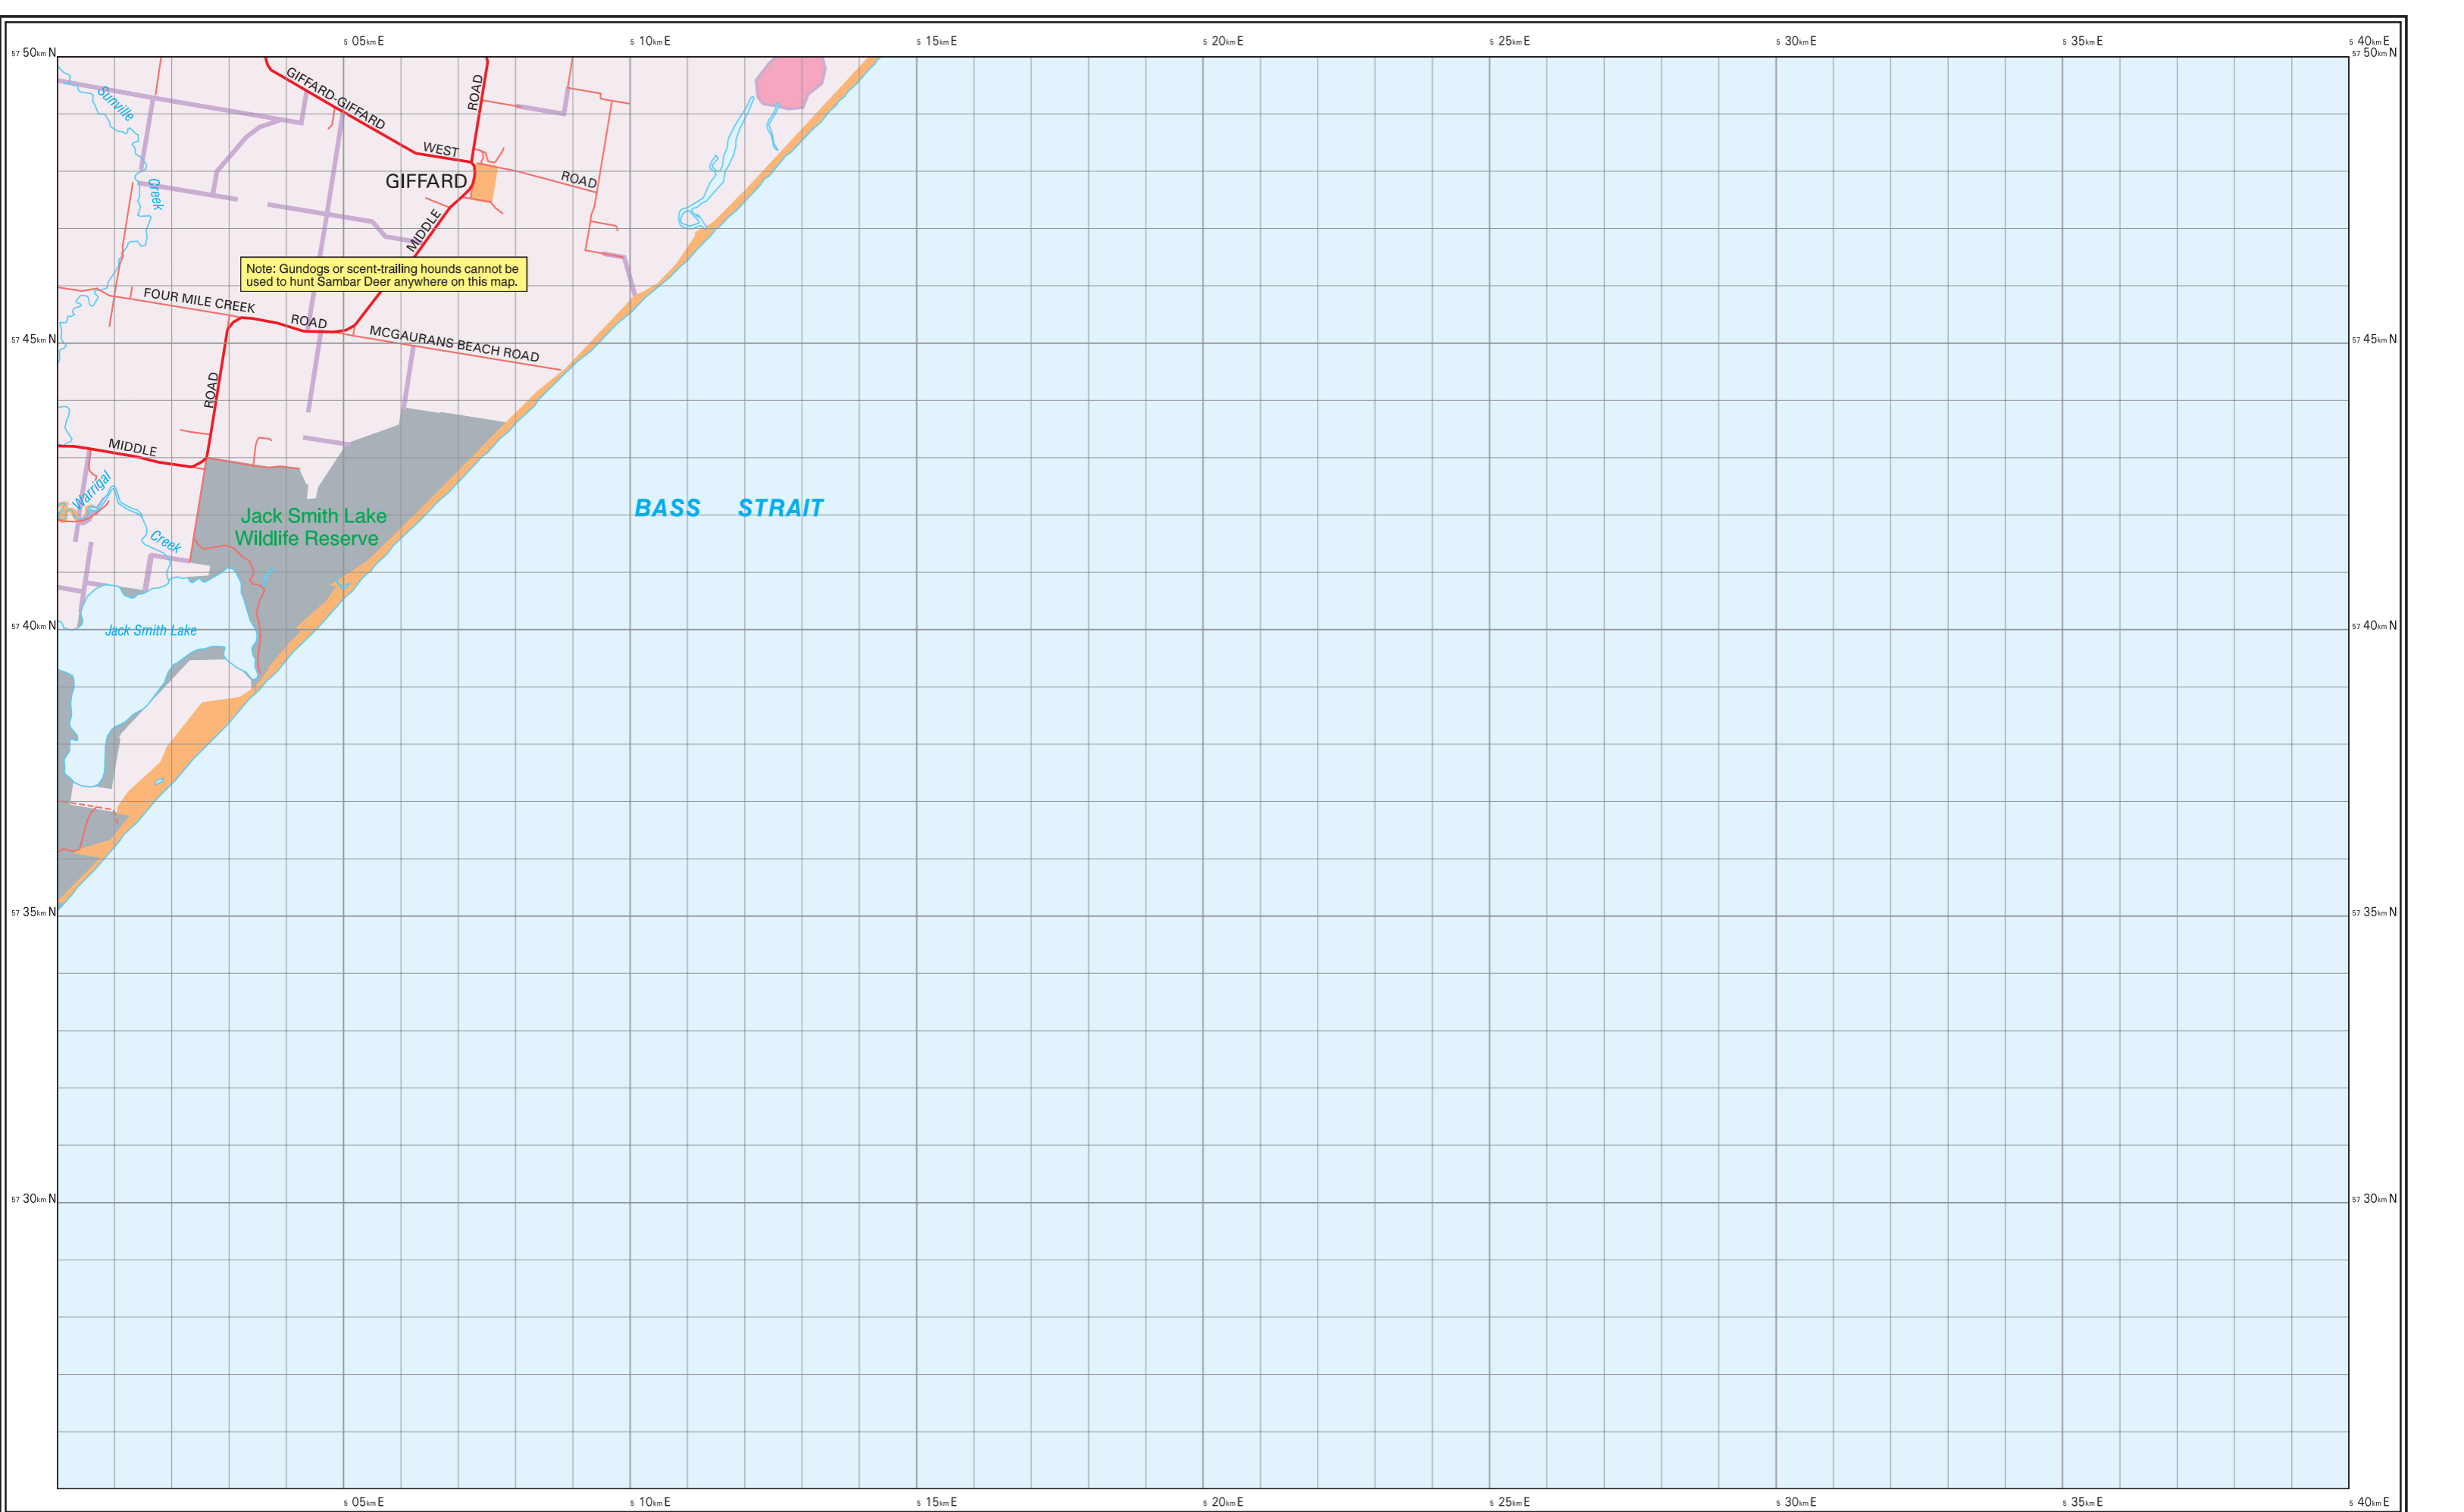 5 05km E
5 10km E
5 15km E
5 20km E
5 25km E
5 30km E
5 35km E
5 40km E
57 50km N
57 50km N
GIFFARD-GIFFARD
ROAD
Sunville
WEST
GIFFARD
ROAD
Creek
MIDDLE
Note: Gundogs or scent-trailing hounds cannot be
used to hunt Sambar Deer anywhere on this map.
FOUR MILE CREEK
ROAD
MCGAURANS BEACH ROAD
57 45km N
57 45km N
ROAD
MIDDLE
Warrigal
BASS STRAIT
Jack Smith Lake
Wildlife Reserve
Creek
57 40km N
Jack Smith Lake
57 40km N
57 35km N
57 35km N
57 30km N
57 30km N
5 05km E
5 10km E
5 15km E
5 20km E
5 25km E
5 30km E
5 35km E
5 40km E